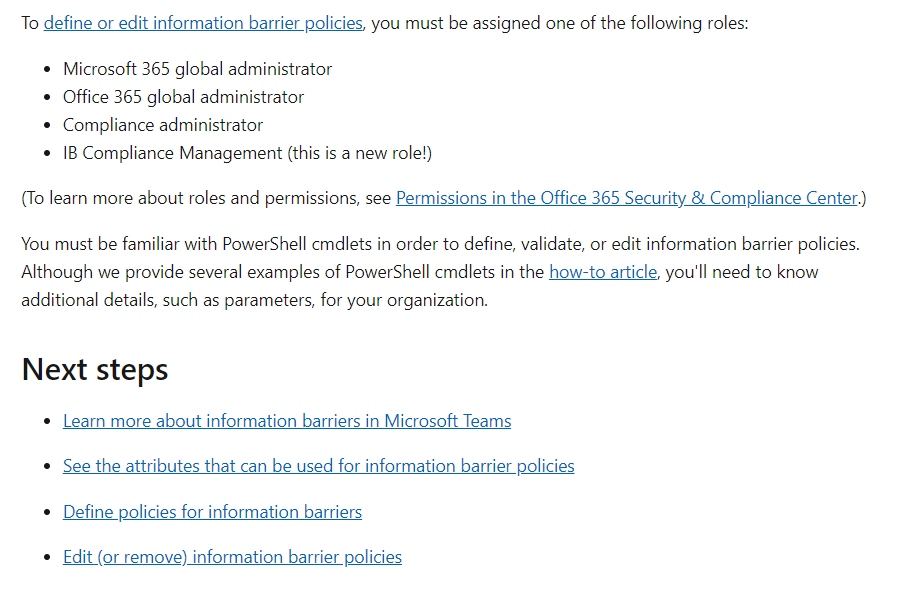 To define or edit information barrier policies, you must be assigned one of the following roles:
• Microsoft 365 global administrator
• Office 365 global administrator
• Compliance administrator
• IB Compliance Management (this is a new role!)
(To learn more about roles and permissions, see Permissions in the Office 365 Security & Compliance Center.)
You must be familiar with PowerShell cmdlets in order to define, validate, or edit information barrier policies.
Although we provide several examples of PowerShell cmdlets in the how-to article, you'll need to know
additional details, such as parameters, for your organization.
Next steps
• Learn more about information barriers in Microsoft Teams
• See the attributes that can be used for information barrier policies
• Define policies for information barriers
• Edit (or remove) information barrier policies